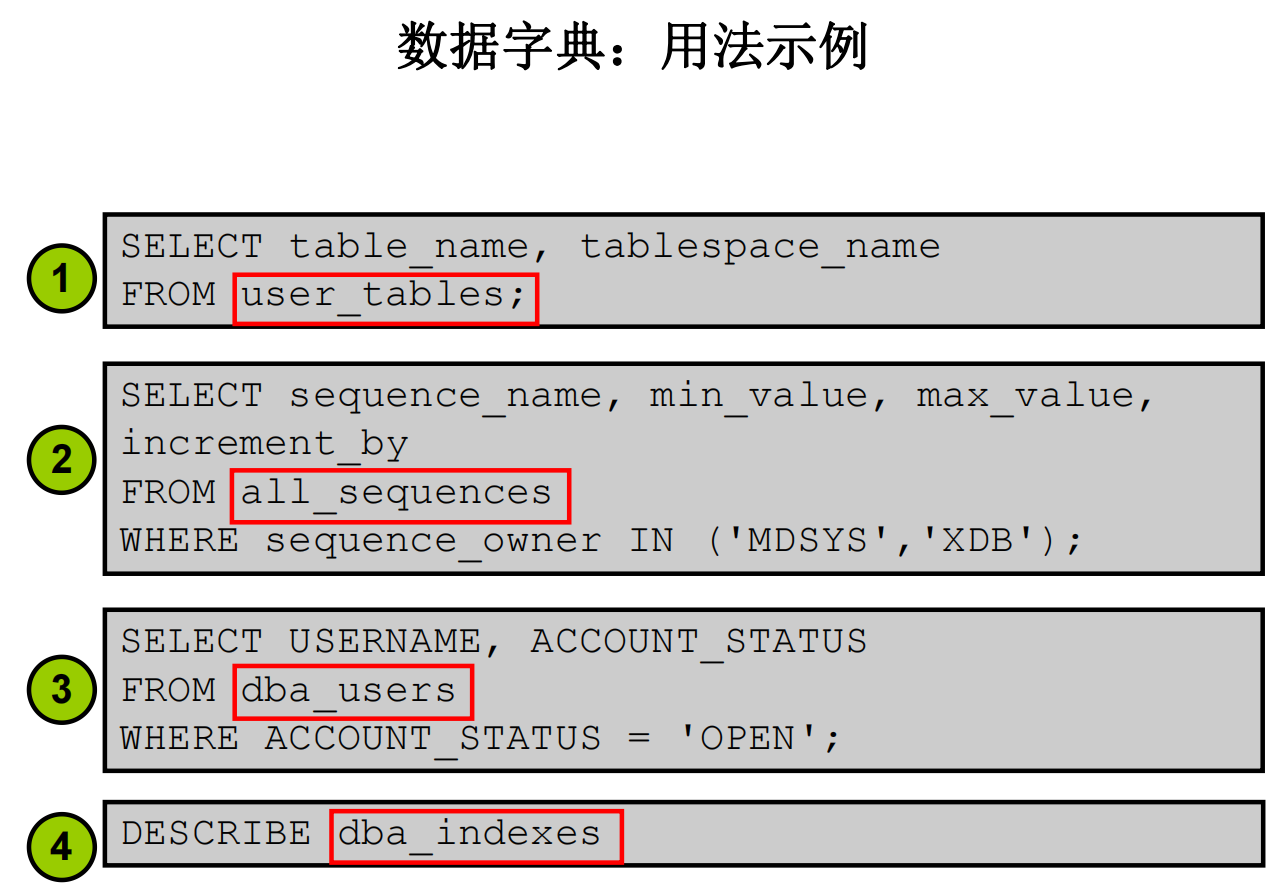 数据字典：用法示例
1
SELECT table_name, tablespace_name
FROM user_tables;
2
SELECT sequence_name, min_value, max_value,
increment_by
FROM all_sequences
WHERE sequence_owner IN ('MDSYS','XDB');
3
SELECT USERNAME, ACCOUNT_STATUS
FROM dba_users
WHERE ACCOUNT_STATUS = 'OPEN';
4
DESCRIBE dba_indexes